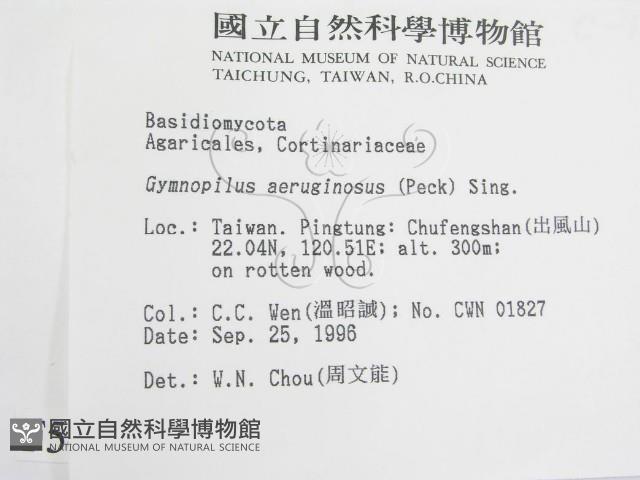 國立自然科學博物館
NATIONAL MUSEUM OF NATURAL SCIENCE
TAICHUNG, TAIWAN, R.O.CHINA
Basidiomycota
Agaricales, Cortinariaceae
Gymnopilus aeruginosus (Peck) Sing.
Loc.: Taiwan. Pingtung: Chufengshan(出風山)
22.04N, 120.51E; alt. 300m;
on rotten wood.
Col.: C.C. Wen(溫昭誠); No. CWN 01827
Date: Sep. 25, 1996
Det.: W.N. Chou(周文能)
國立自然科學博物館
NATIONAL MUSEUM OF NATURAL SCIENCE